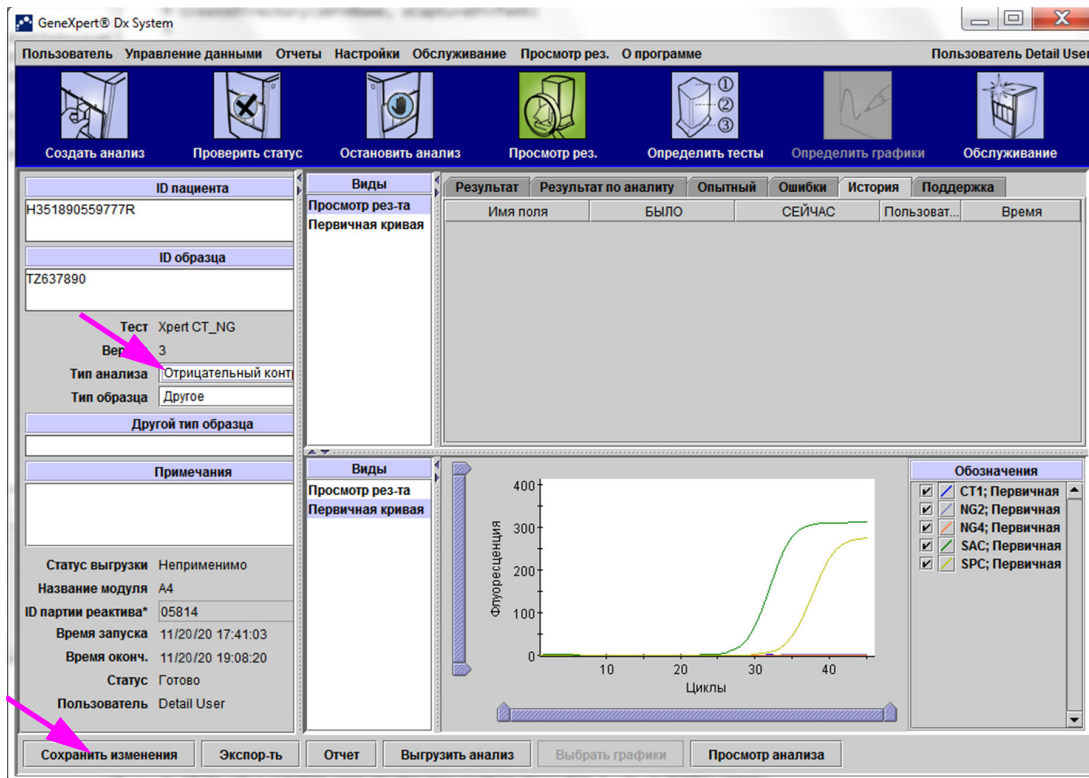 GeneXpert® Dx System
Пользователь Управление данными Отчеты Настройки Обслуживание Просмотр рез. О программе Пользователь Detail User
Создать анализ Проверить статус Остановить анализ Просмотр рез. Определить тесты Определить графики Обслуживание
ID пациента
H351890559777R
ID образца
TZ637890
Тест Xpert CT_NG
3
Тип анализа Отрицательный конт
Тип образца Другое
Другой тип образца
Примечания
Статус выгрузки Неприменимо
Название модуля A4
ID партии реактива* 05814
Время запуска 11/20/20 17:41:03
Время оконч. 11/20/20 19:08:20
Статус Готово
Пользователь Detail User
Виды
Просмотр рез-та
Первичная кривая
Результат Результат по аналиту Опытный Ошибки История Поддержка
Имя поля БЫЛО СЕЙЧАС Пользоват... Время
Виды
Просмотр рез-та
Первичная кривая
Флуоресценция
400
300
200
100
0
10 20 30 40
Циклы
Обозначения
CT1; Первичная
NG2; Первичная
NG4; Первичная
SAC; Первичная
SPC; Первичная
Сохранить изменения Экспор-ть Отчет Выгрузить анализ Выбрать графики Просмотр анализа